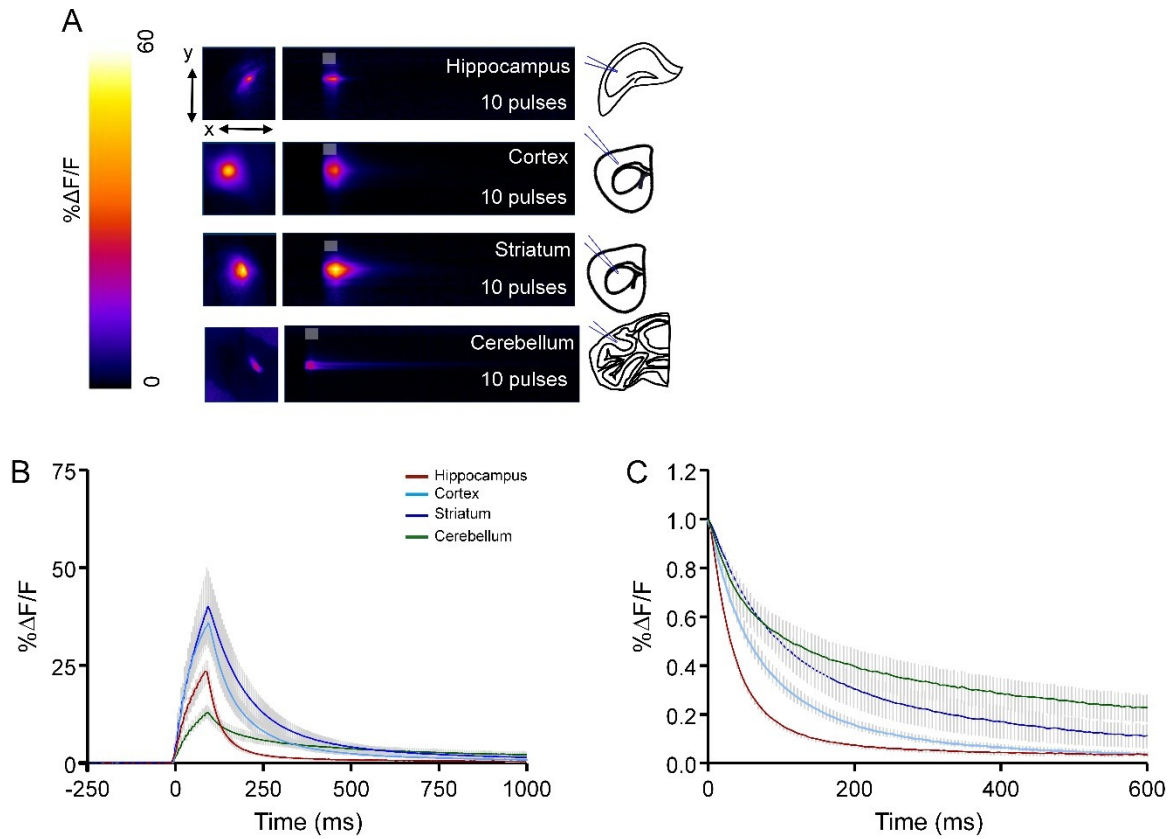 A
60
%ΔF/F
0
y
x
Hippocampus
10 pulses
Cortex
10 pulses
Striatum
10 pulses
Cerebellum
10 pulses
B
75
50
25
0
%ΔF/F
-250
0
250
500
750
1000
Time (ms)
Hippocampus
Cortex
Striatum
Cerebellum
C
1.2
1.0
0.8
0.6
0.4
0.2
0.0
%ΔF/F
0
200
400
600
Time (ms)